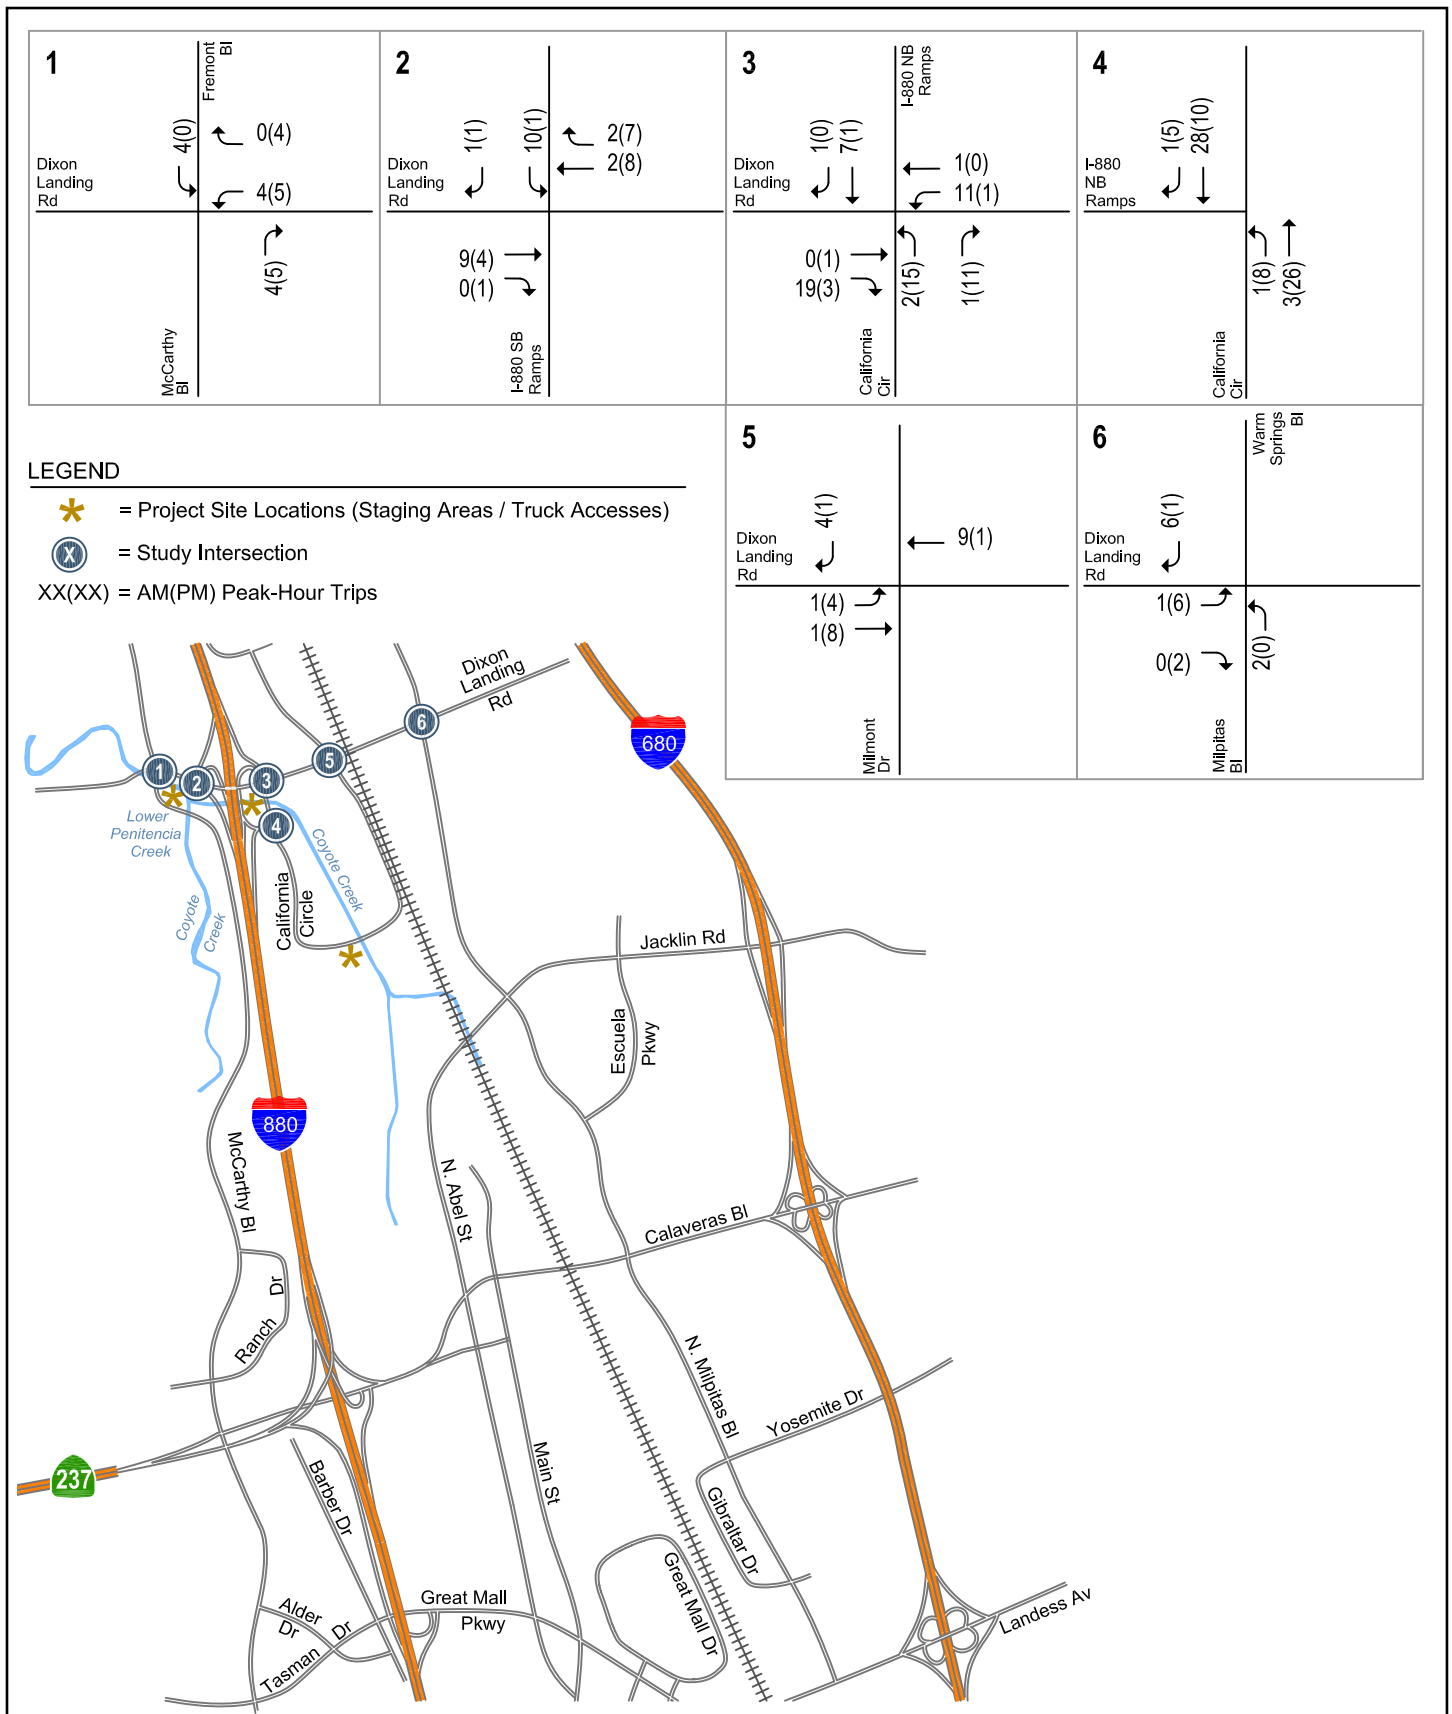 1
Fremont
Bl
4(0)
0(4)
4(5)
Dixon
Landing
Rd
4(5)
McCarthy
Bl
2
1(1)
10(1)
2(7)
2(8)
Dixon
Landing
Rd
9(4)
0(1)
I-880 SB
Ramps
3
I-880 NB
Ramps
1(0)
7(1)
1(0)
11(1)
Dixon
Landing
Rd
0(1)
19(3)
2(15)
1(11)
California
Cir
4
1(5)
28(10)
I-880
NB
Ramps
1(8)
3(26)
California
Cir
5
4(1)
9(1)
Dixon
Landing
Rd
1(4)
1(8)
Milmont
Dr
6
Warm
Springs
Bl
6(1)
Dixon
Landing
Rd
1(6)
0(2)
2(0)
Milpitas
Bl
LEGEND
= Project Site Locations (Staging Areas / Truck Accesses)
X = Study Intersection
XX(XX) = AM(PM) Peak-Hour Trips
Dixon
Landing
Rd
6
680
5
1
2
3
4
Lower
Penitencia
Creek
Coyote Creek
Coyote
Creek
California
Circle
Jacklin Rd
Escuela
Pkwy
880
McCarthy Bl
N. Abel St
Calaveras Bl
Ranch
Dr
N. Milpitas Bl
Yosemite Dr
237
Barber Dr
Main St
Gibraltar Dr
Great Mall Dr
Great Mall
Pkwy
Alder
Dr
Tasman
Dr
Landess Av